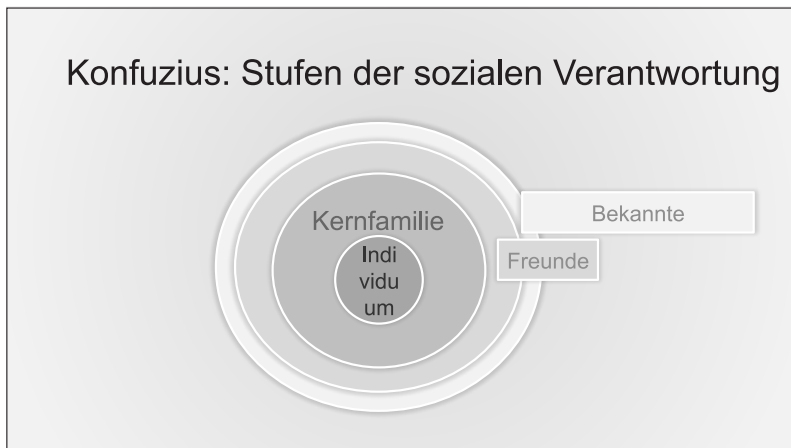 Konfuzius: Stufen der sozialen Verantwortung
Bekannte
Kernfamilie
Freunde
Indi
vidu
um